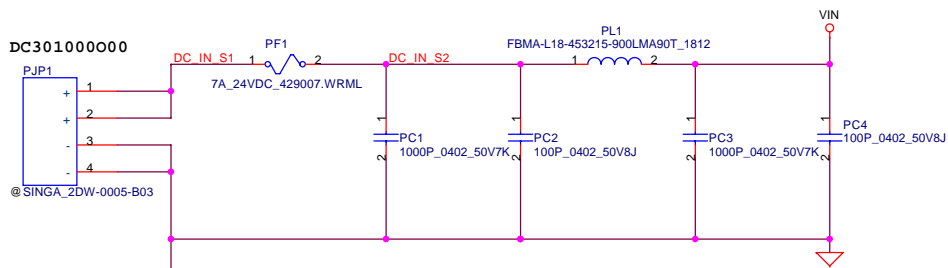 VIN
DC301000O00
PL1
PF1
FBMA-L18-453215-900LMA90T_1812
DC_IN_S1
DC_IN_S2
PJP1
1
2
1
2
7A_24VDC_429007.WRML
+
1
+
2
-
3
-
4
@SINGA_2DW-0005-B03
1
PC1
1000P_0402_50V7K
2
1
PC2
100P_0402_50V8J
2
1
PC3
1000P_0402_50V7K
2
1
PC4
100P_0402_50V8J
2